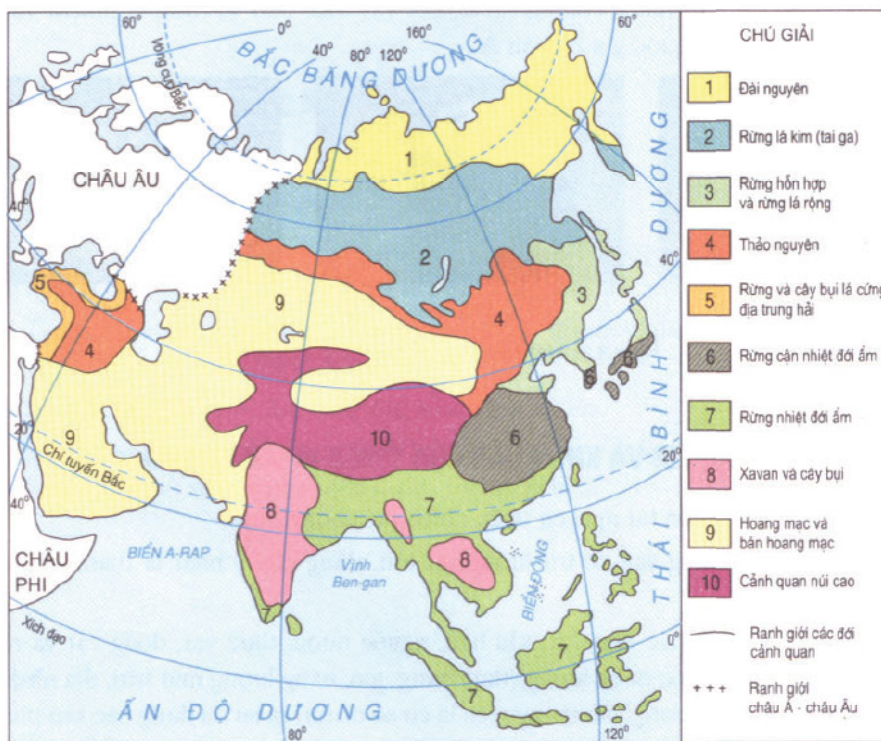 60°
0°
40°
80°
120°
160°
60°
Vòng cực Bắc
BẮC BĂNG DƯƠNG
1
CHÂU ÂU
40°
2
40°
5
4
9
4
3
6
6
10
6
9
20°
Chí tuyến Bắc
20°
40°
8
7
CHÂU
PHI
BIỂN A-RAP
Vịnh
Ben-gan
8
BIỂN ĐÔNG
THÁI BÌNH DƯƠNG
7
Xích đạo
0°
7
7
7
ẤN ĐỘ DƯƠNG
80°
120°
CHÚ GIẢI
1 Đài nguyên
2 Rừng lá kim (tai ga)
3 Rừng hỗn hợp
và rừng lá rộng
4 Thảo nguyên
5 Rừng và cây bụi lá cứng
địa trung hải
6 Rừng cận nhiệt đới ẩm
7 Rừng nhiệt đới ẩm
8 Xavan và cây bụi
9 Hoang mạc và
bán hoang mạc
10 Cảnh quan núi cao
Ranh giới các đới
cảnh quan
+++ Ranh giới
châu Á - châu Âu